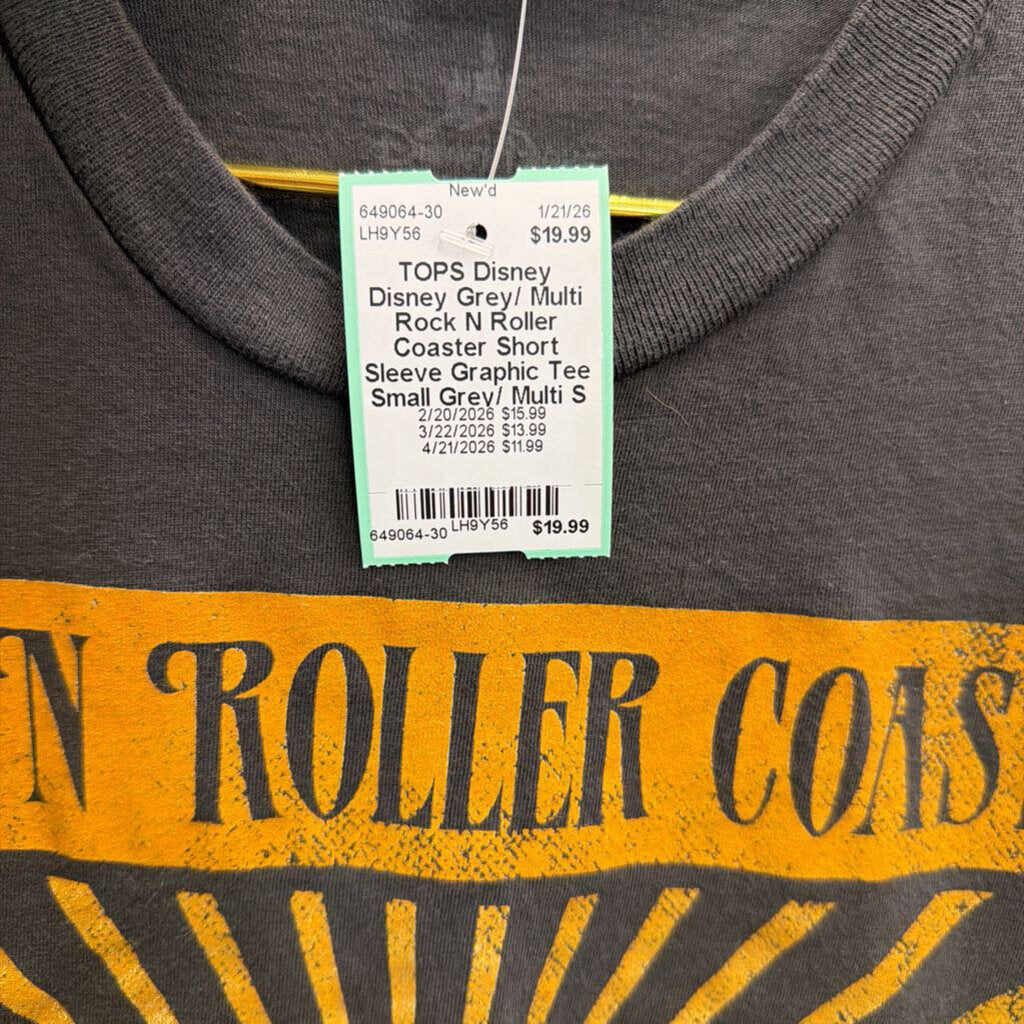 New'd
649064-30 1/21/26
LH9Y56 $19.99
TOPS Disney
Disney Grey/ Multi
Rock N Roller
Coaster Short
Sleeve Graphic Tee
Small Grey/ Multi S
2/20/2026 $15.99
3/22/2026 $13.99
4/21/2026 $11.99
649064-30 LH9Y56 $19.99
'N ROLLER COAS